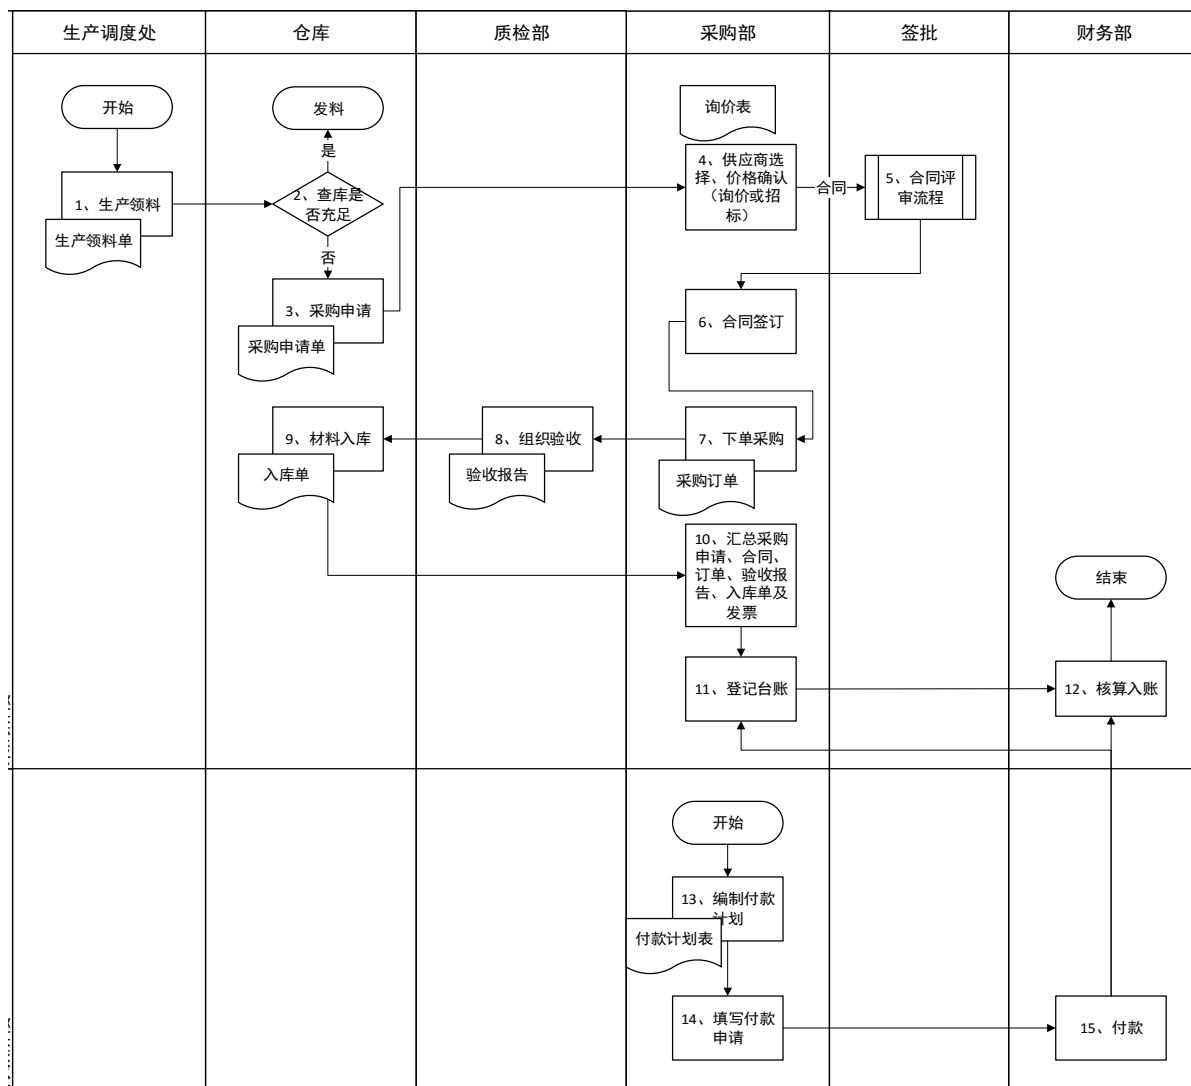 生产调度处
仓库
质检部
采购部
签批
财务部
开始
发料
询价表
是
4、供应商选
择、价格确认
（询价或招
标）
合同
5、合同评
审流程
1、生产领料
2、查库是
否充足
生产领料单
否
3、采购申请
采购申请单
6、合同签订
9、材料入库
8、组织验收
7、下单采购
入库单
验收报告
采购订单
10、汇总采购
申请、合同、
订单、验收报
告、入库单及
发票
结束
11、登记台账
12、核算入账
开始
13、编制付款
计划
付款计划表
14、填写付款
申请
15、付款